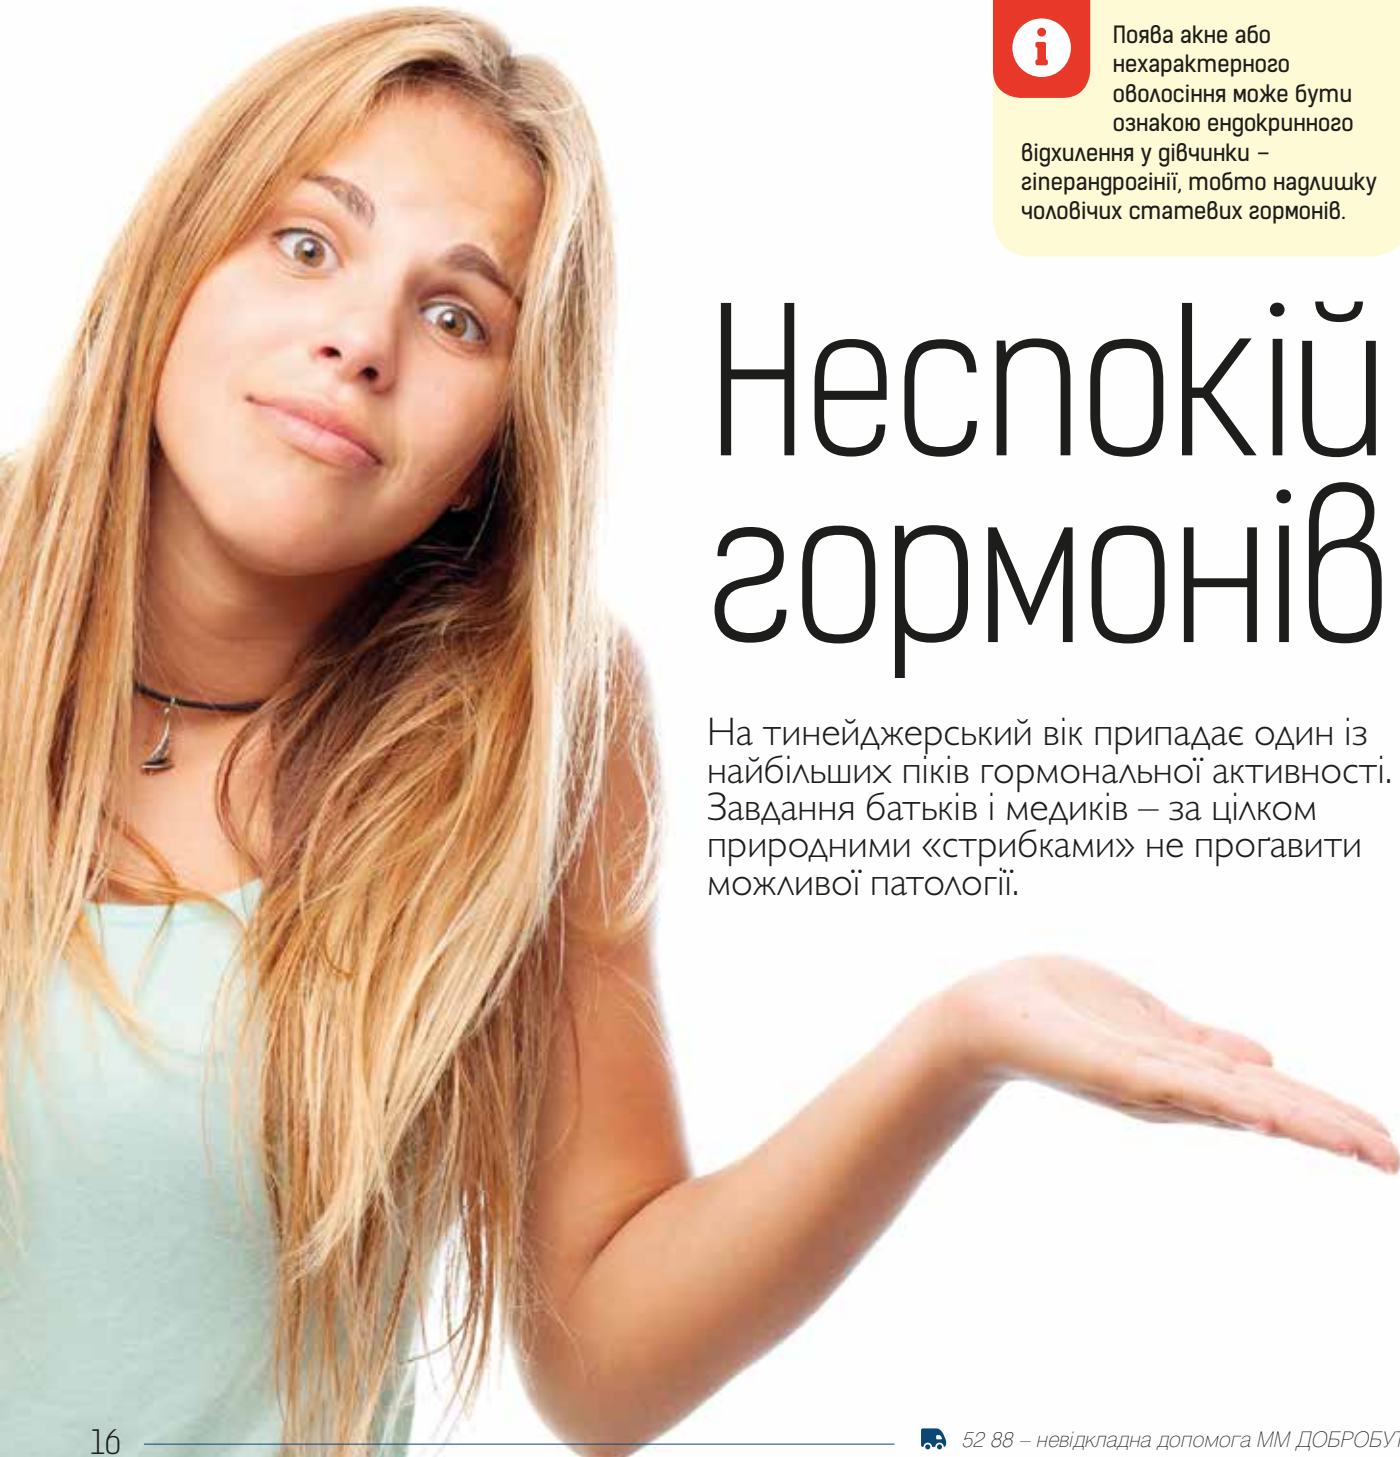 Поява акне або
нехарактерного
оволосіння може бути
ознакою ендокринного
відхилення у дівчинки –
гіперандрогінії, тобто надлишку
чоловічих статевих гормонів.
Неспокій
гормонів
На тинейджерський вік припадає один із
найбільших піків гормональної активності.
Завдання батьків і медиків – за цілком
природними «стрибками» не проґавити
можливої патології.
16
52 88 – невідкладна допомога ММ ДОБРОБУТ